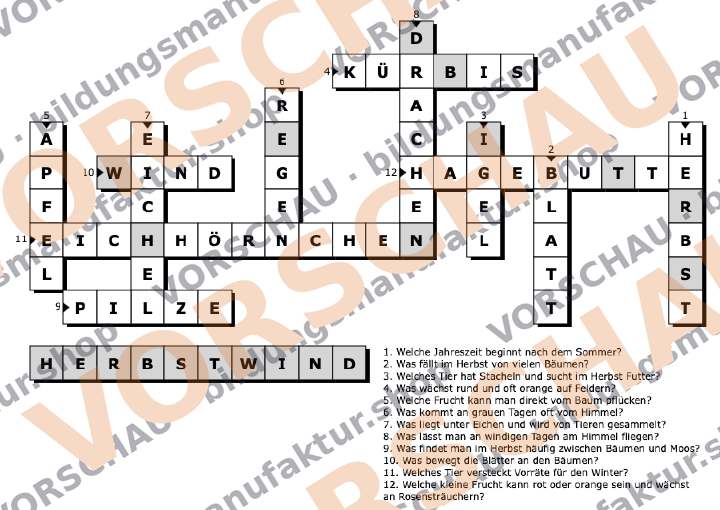 8
D
4 KÜRBIS
6
R A
5 7 3 1
A E E C I H
2
10 WIND
12 HAGEBUTTE
P G
F C E E E L R
11 EICHHÖRNCHEN L A B
L E T S
9 PILZE T T
HERBSTWIND
1. Welche Jahreszeit beginnt nach dem Sommer?
2. Was fällt im Herbst von vielen Bäumen?
3. Welches Tier hat Stacheln und sucht im Herbst Futter?
4. Was wächst rund und oft orange auf Feldern?
5. Welche Frucht kann man direkt vom Baum pflücken?
6. Was kommt an grauen Tagen oft vom Himmel?
7. Was liegt unter Eichen und wird von Tieren gesammelt?
8. Was lässt man an windigen Tagen am Himmel fliegen?
9. Was findet man im Herbst häufig zwischen Bäumen und Moos?
10. Was bewegt die Blätter an den Bäumen?
11. Welches Tier versteckt Vorräte für den Winter?
12. Welche kleine Frucht kann rot oder orange sein und wächst
an Rosensträuchern?
VORSCHAU · bildungsmanufaktur.shop